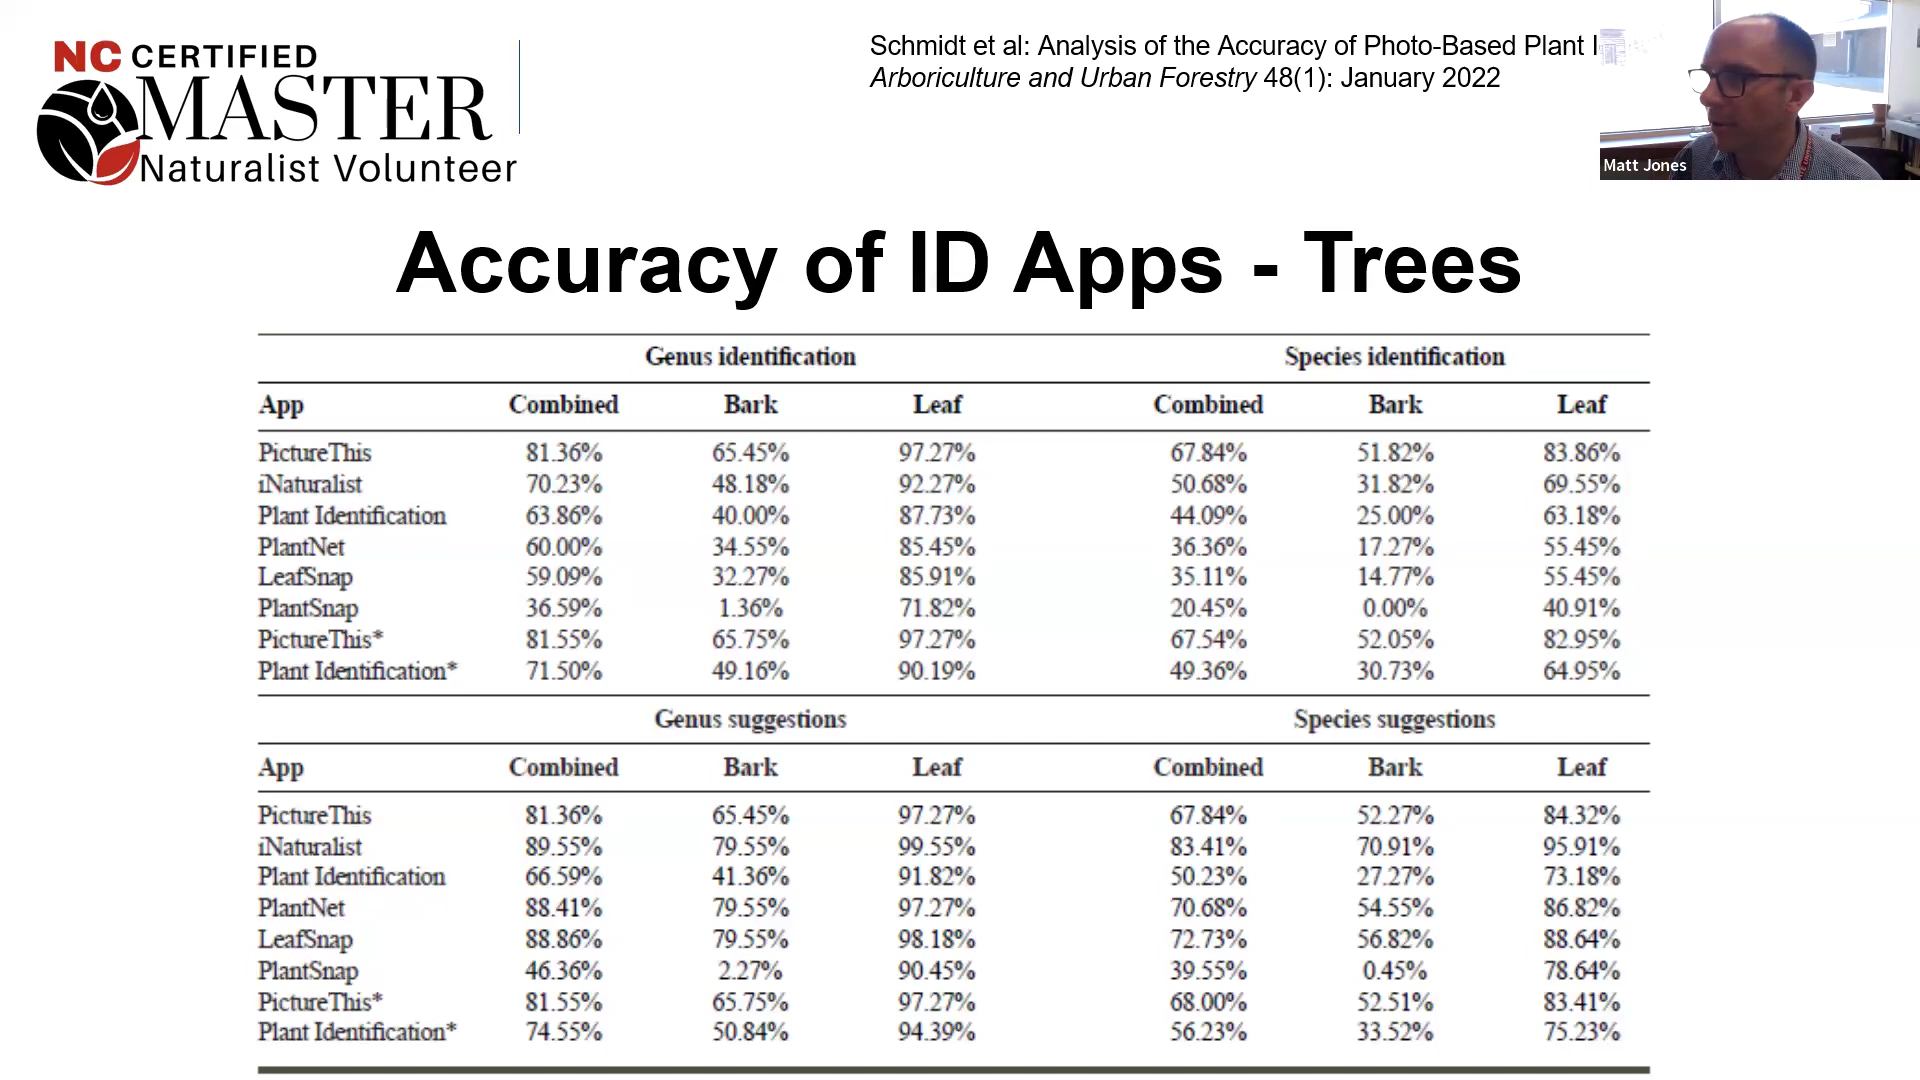 NC CERTIFIED
MASTER
Naturalist Volunteer
Schmidt et al: Analysis of the Accuracy of Photo-Based Plant I
Arboriculture and Urban Forestry 48(1): January 2022
Matt Jones
Accuracy of ID Apps - Trees
Genus identification Species identification
App Combined Bark Leaf Combined Bark Leaf
PictureThis 81.36% 65.45% 97.27% 67.84% 51.82% 83.86%
iNaturalist 70.23% 48.18% 92.27% 50.68% 31.82% 69.55%
Plant Identification 63.86% 40.00% 87.73% 44.09% 25.00% 63.18%
PlantNet 60.00% 34.55% 85.45% 36.36% 17.27% 55.45%
LeafSnap 59.09% 32.27% 85.91% 35.11% 14.77% 55.45%
PlantSnap 36.59% 1.36% 71.82% 20.45% 0.00% 40.91%
PictureThis* 81.55% 65.75% 97.27% 67.54% 52.05% 82.95%
Plant Identification* 71.50% 49.16% 90.19% 49.36% 30.73% 64.95%
Genus suggestions Species suggestions
App Combined Bark Leaf Combined Bark Leaf
PictureThis 81.36% 65.45% 97.27% 67.84% 52.27% 84.32%
iNaturalist 89.55% 79.55% 99.55% 83.41% 70.91% 95.91%
Plant Identification 66.59% 41.36% 91.82% 50.23% 27.27% 73.18%
PlantNet 88.41% 79.55% 97.27% 70.68% 54.55% 86.82%
LeafSnap 88.86% 79.55% 98.18% 72.73% 56.82% 88.64%
PlantSnap 46.36% 2.27% 90.45% 39.55% 0.45% 78.64%
PictureThis* 81.55% 65.75% 97.27% 68.00% 52.51% 83.41%
Plant Identification* 74.55% 50.84% 94.39% 56.23% 33.52% 75.23%